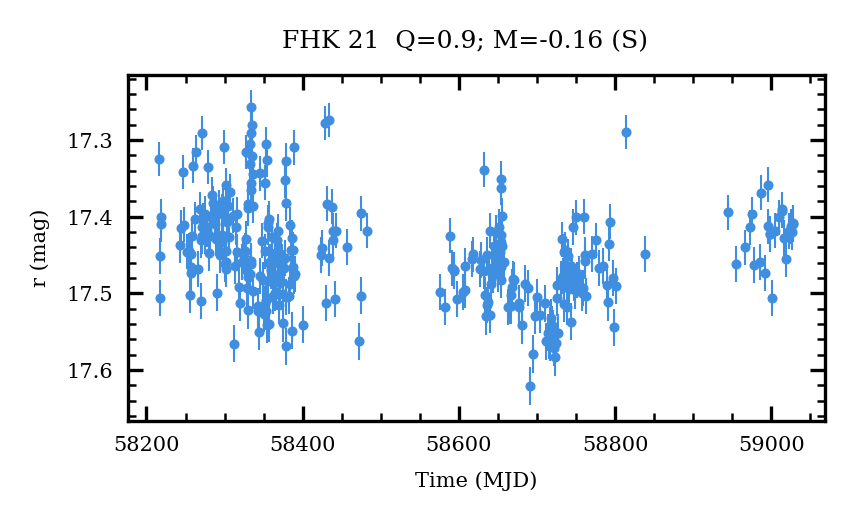 FHK 21  Q=0.9; M=-0.16 (S)
r (mag)
17.3
17.4
17.5
17.6
58200 58400 58600 58800 59000
Time (MJD)